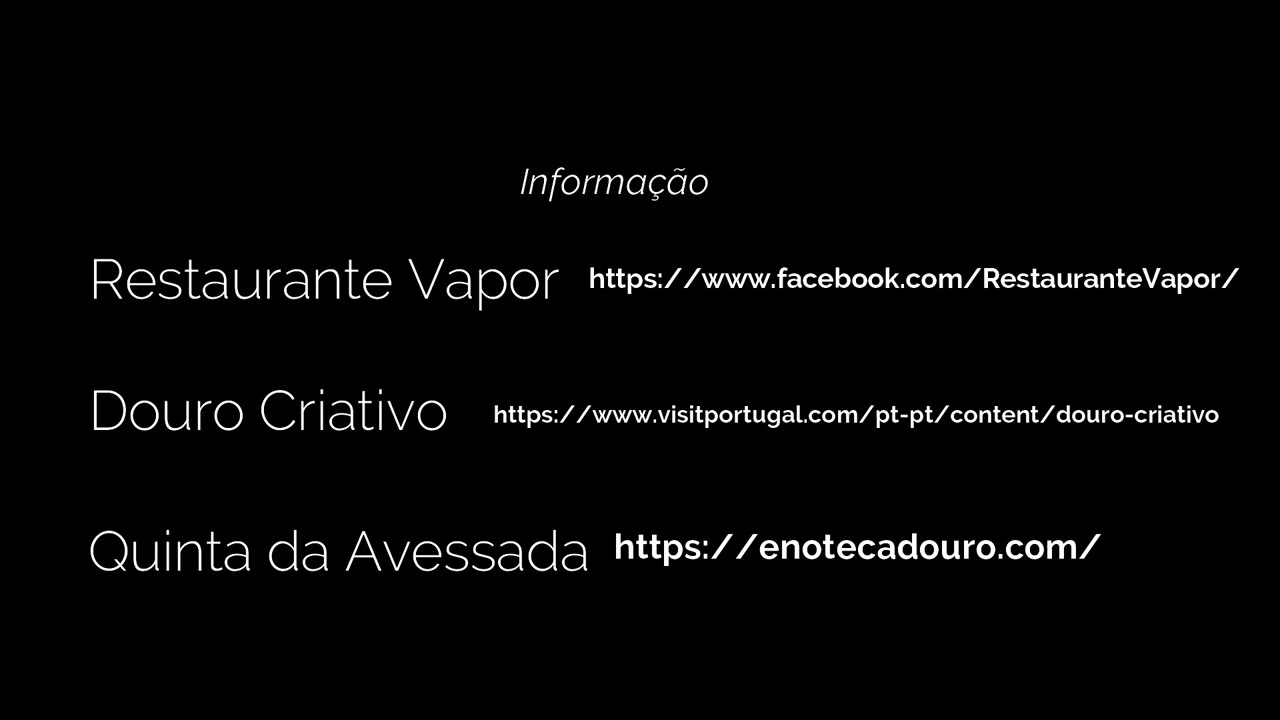 Informação
Restaurante Vapor https://www.facebook.com/RestauranteVapor/
Douro Criativo https://www.visitportugal.com/pt-pt/content/douro-criativo
Quinta da Avessada https://enotecadouro.com/